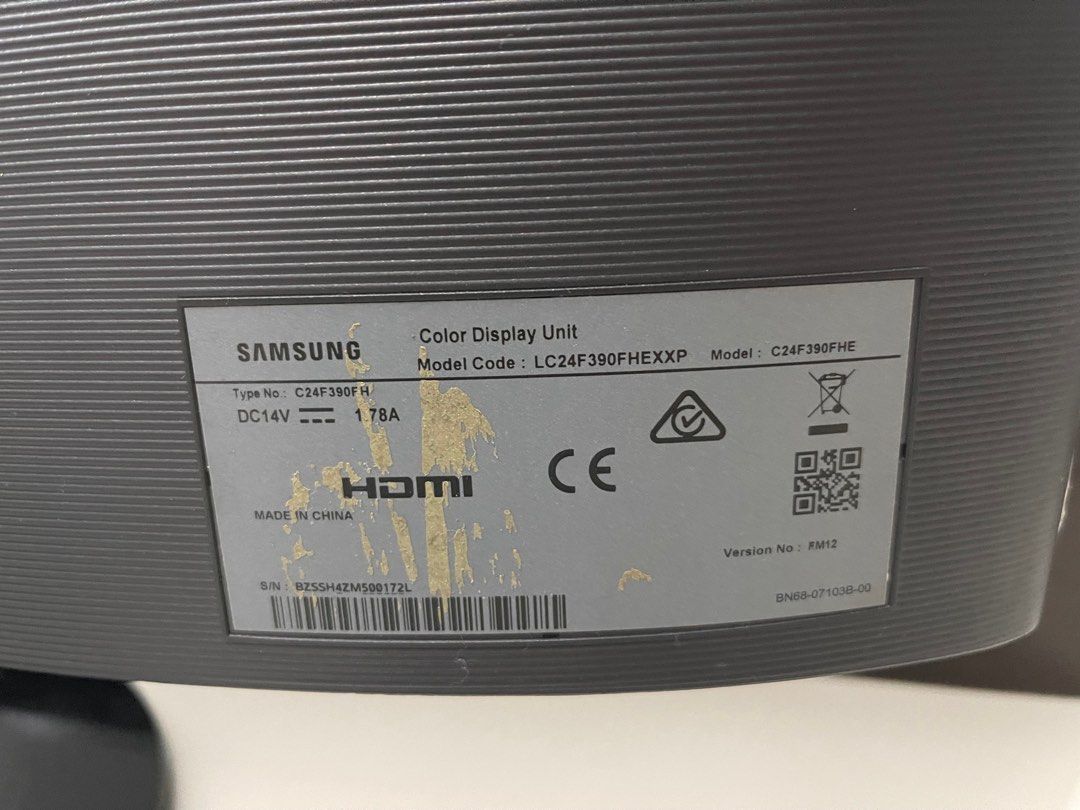 SAMSUNG
Color Display Unit
Model Code : LC24F390FHEXXP Model : C24F390FHE
Type No.: C24F390FH
DC14V 1.78A
HDMI
CE
MADE IN CHINA
Version No : FM12
S/N : BZSSH4ZM500172L
BN68-07103B-00